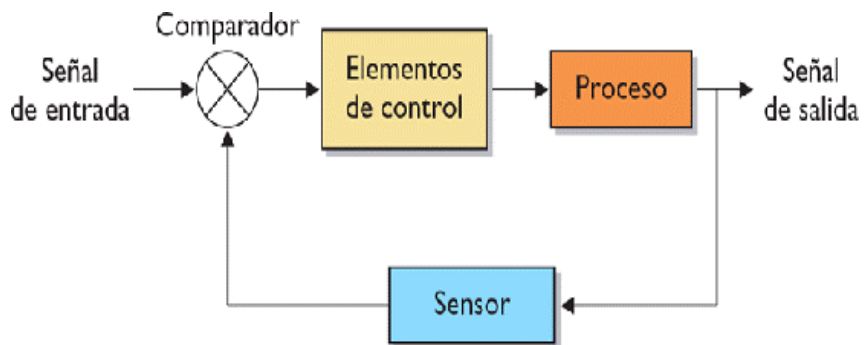 Comparador
Señal
de entrada
Elementos
de control
Proceso
Señal
de salida
Sensor